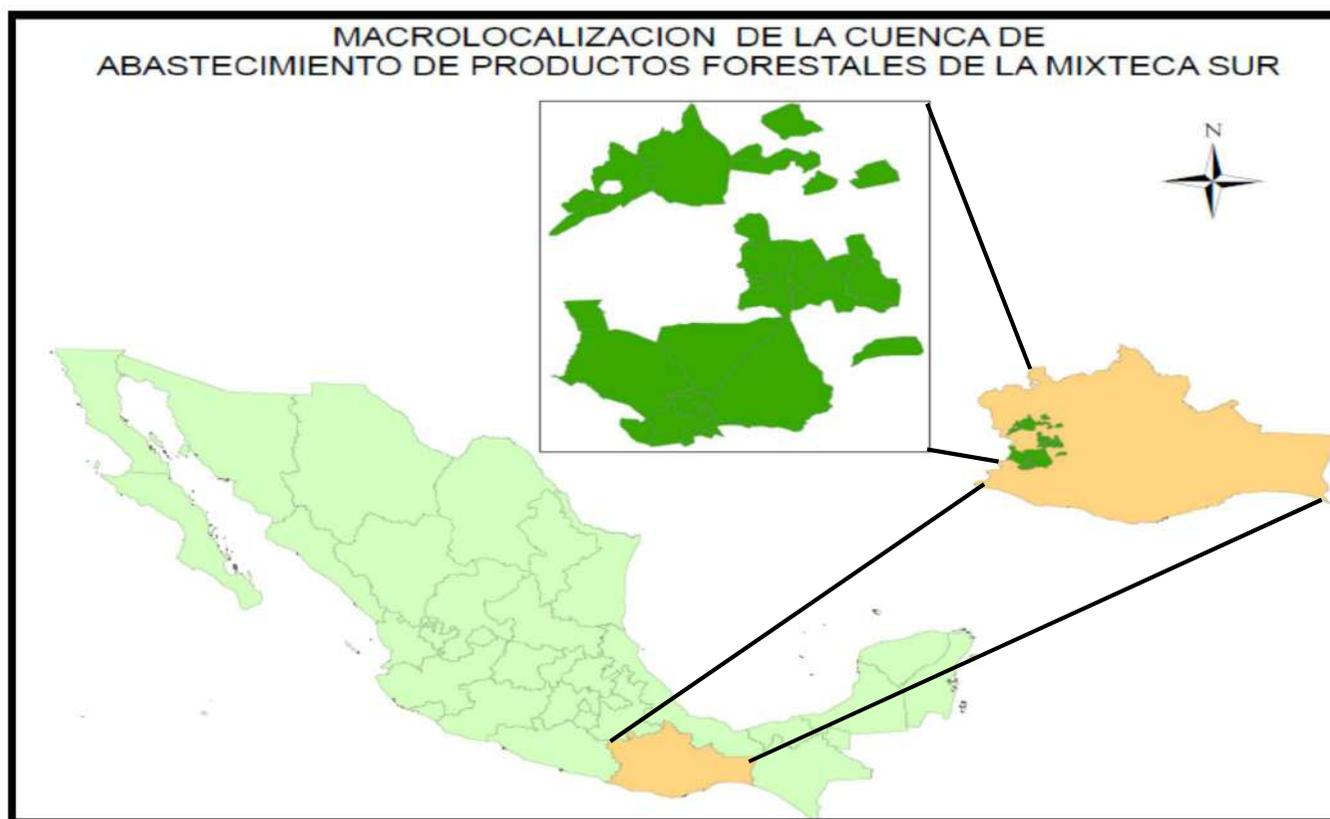 MACROLOCALIZACION DE LA CUENCA DE
ABASTECIMIENTO DE PRODUCTOS FORESTALES DE LA MIXTECA SUR
N